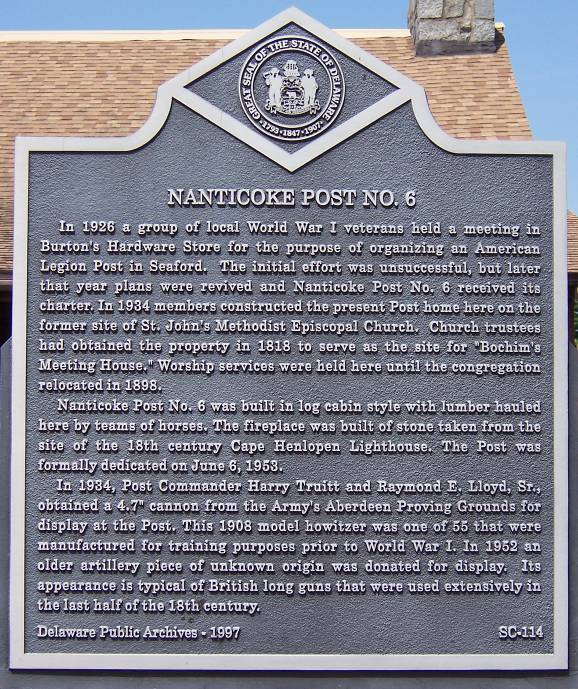 GREAT SEAL OF THE STATE OF DELAWARE
1793 • 1847 • 1907
NANTICOKE POST NO. 6
In 1926 a group of local World War I veterans held a meeting in
Burton's Hardware Store for the purpose of organizing an American
Legion Post in Seaford. The initial effort was unsuccessful, but later
that year plans were revived and Nanticoke Post No. 6 received its
charter. In 1934 members constructed the present Post home here on the
former site of St. John's Methodist Episcopal Church. Church trustees
had obtained the property in 1818 to serve as the site for "Bochim's
Meeting House." Worship services were held here until the congregation
relocated in 1898.
Nanticoke Post No. 6 was built in log cabin style with lumber hauled
here by teams of horses. The fireplace was built of stone taken from the
site of the 18th century Cape Henlopen Lighthouse. The Post was
formally dedicated on June 6, 1953.
In 1934, Post Commander Harry Truitt and Raymond E. Lloyd, Sr.,
obtained a 4.7" cannon from the Army's Aberdeen Proving Grounds for
display at the Post. This 1908 model howitzer was one of 55 that were
manufactured for training purposes prior to World War I. In 1952 an
older artillery piece of unknown origin was donated for display. Its
appearance is typical of British long guns that were used extensively in
the last half of the 18th century.
Delaware Public Archives - 1997 SC-114